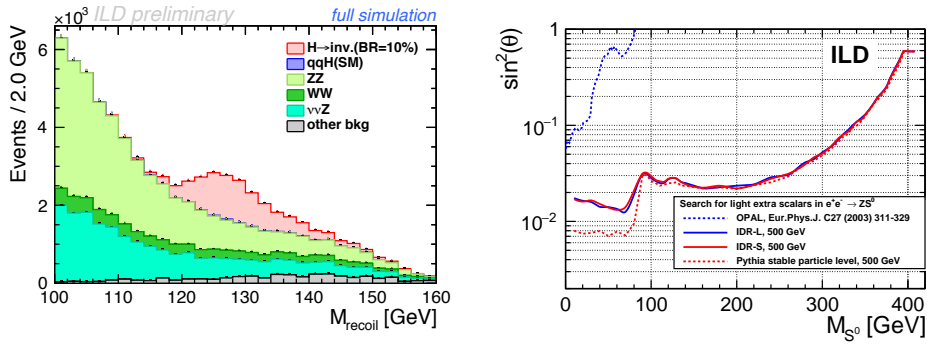 ×10³
ILD preliminary
full simulation
Events / 2.0 GeV
6
4
2
0
H→inv.(BR=10%)
qqH(SM)
ZZ
WW
ννZ
other bkg
100 110 120 130 140 150 160
M_recoil [GeV]
sin²(θ)
1
10⁻¹
10⁻²
ILD
Search for light extra scalars in e⁺e⁻ → ZS⁰
OPAL, Eur.Phys.J. C27 (2003) 311-329
IDR-L, 500 GeV
IDR-S, 500 GeV
Pythia stable particle level, 500 GeV
0 100 200 300 400
M_S⁰ [GeV]